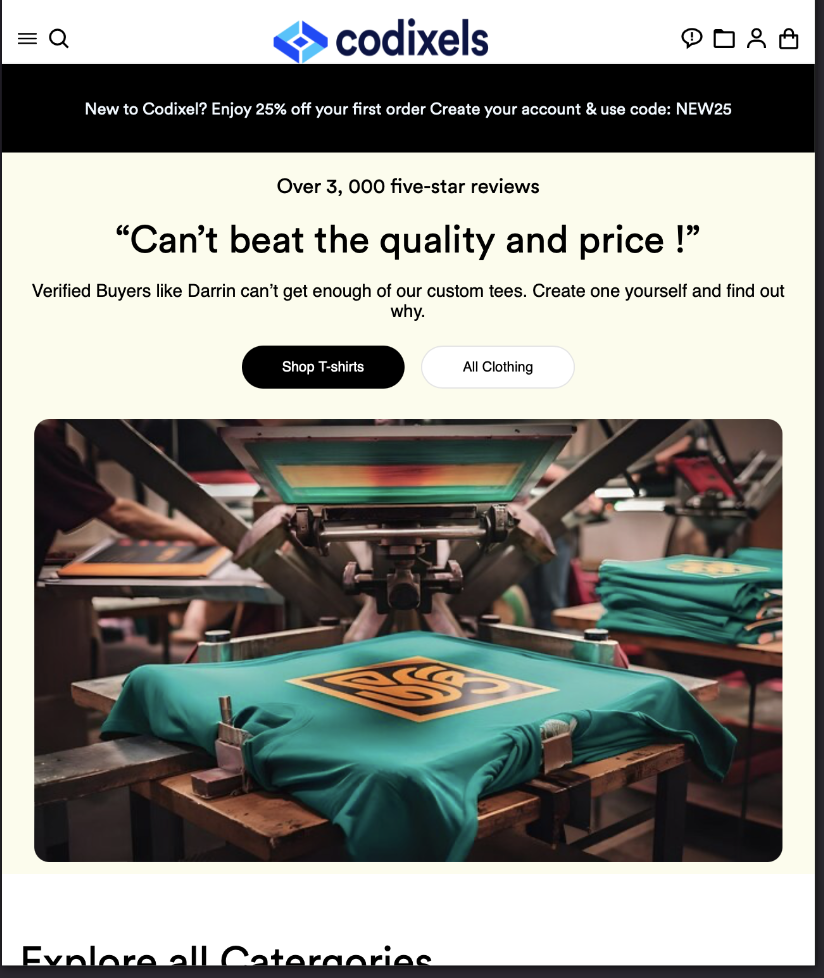 codixels
New to Codixel? Enjoy 25% off your first order Create your account & use code: NEW25
Over 3, 000 five-star reviews
“Can’t beat the quality and price !”
Verified Buyers like Darrin can’t get enough of our custom tees. Create one yourself and find out
why.
Shop T-shirts
All Clothing
Explore all Catergories